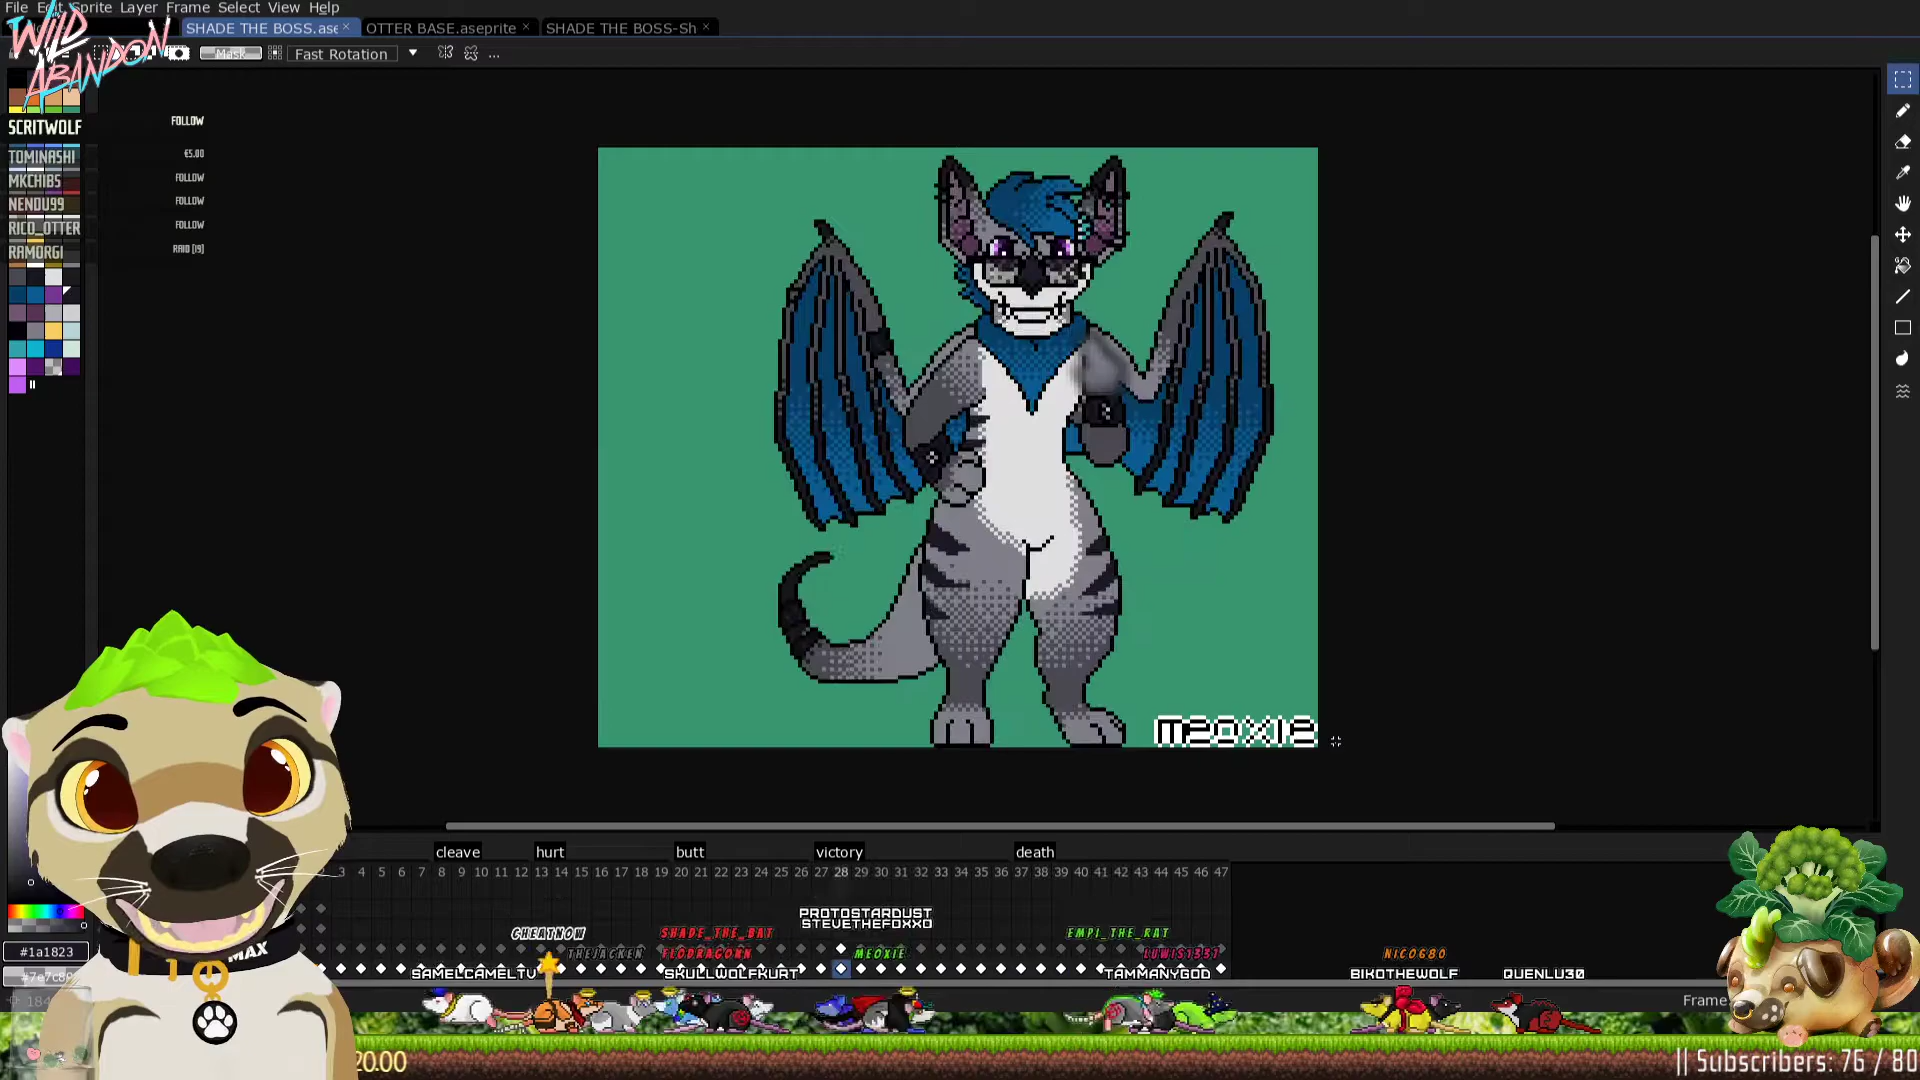 File Edit Sprite Layer Frame Select View Help
WILD ABANDON
SHADE THE BOSS.ase × OTTER BASE.aseprite × SHADE THE BOSS-Sh ×
Mask Fast Rotation ...
SCRITWOLF FOLLOW
TOMINASHI €5.00
MKCHIBS FOLLOW
NENDU99 FOLLOW
RICO_OTTER FOLLOW
RAMORGI RAID [19]
meoxie
cleave hurt butt victory death
3 4 5 6 7 8 9 10 11 12 13 14 15 16 17 18 19 20 21 22 23 24 25 26 27 28 29 30 31 32 33 34 35 36 37 38 39 40 41 42 43 44 45 46 47
PROTOSTARDUST
STEVETHEFOXXO
CHEATNOW SHADE_THE_BAT EMPI_THE_RAT
THEJACKEN FLODRAGONN MEOXIE LUWIS1337 NICO680
SAMELCAMELTV SKULLWOLFKURT TAMMANYGOD BIKOTHEWOLF QUENLU30
#1a1823
MAX
Frame
20.00
|| Subscribers: 76 / 80